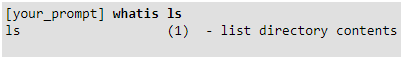 [your_prompt] whatis ls
ls                   (1)  - list directory contents